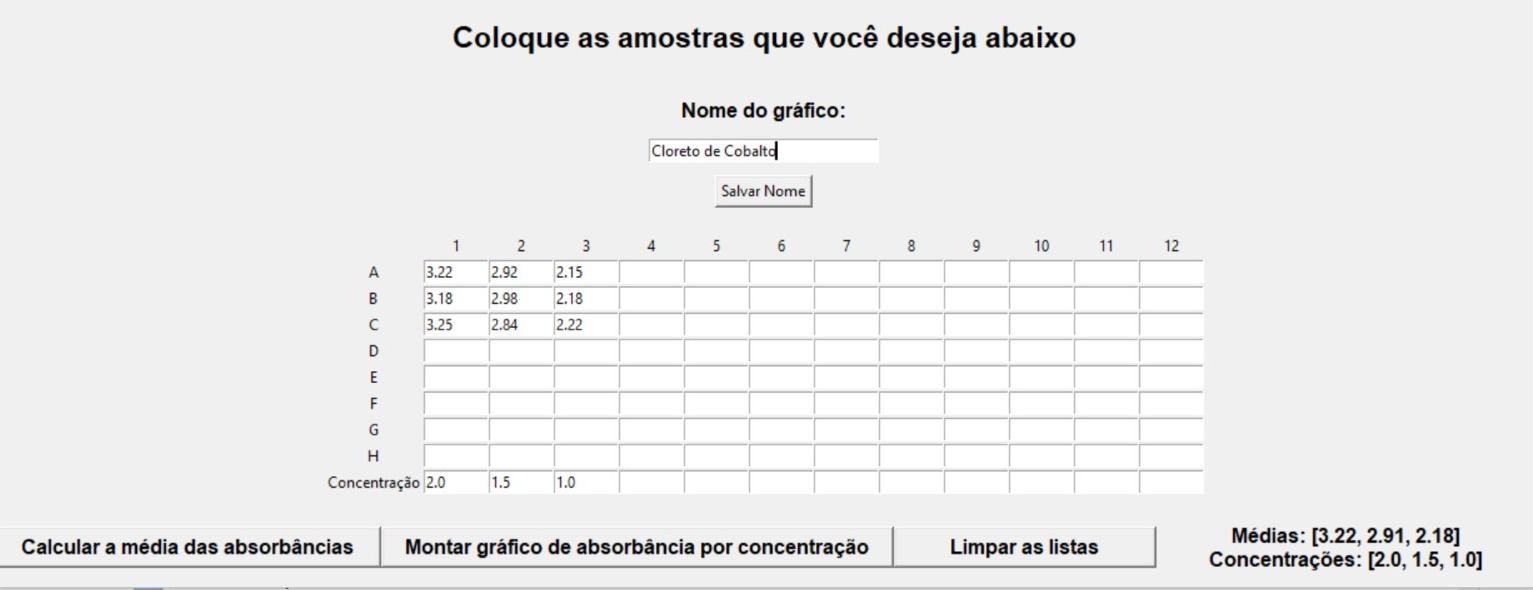 Coloque as amostras que você deseja abaixo
Nome do gráfico:
Cloreto de Cobalto
Salvar Nome
1 2 3 4 5 6 7 8 9 10 11 12
A 3.22 2.92 2.15
B 3.18 2.98 2.18
C 3.25 2.84 2.22
D
E
F
G
H
Concentração 2.0 1.5 1.0
Calcular a média das absorbâncias Montar gráfico de absorbância por concentração Limpar as listas
Médias: [3.22, 2.91, 2.18]
Concentrações: [2.0, 1.5, 1.0]